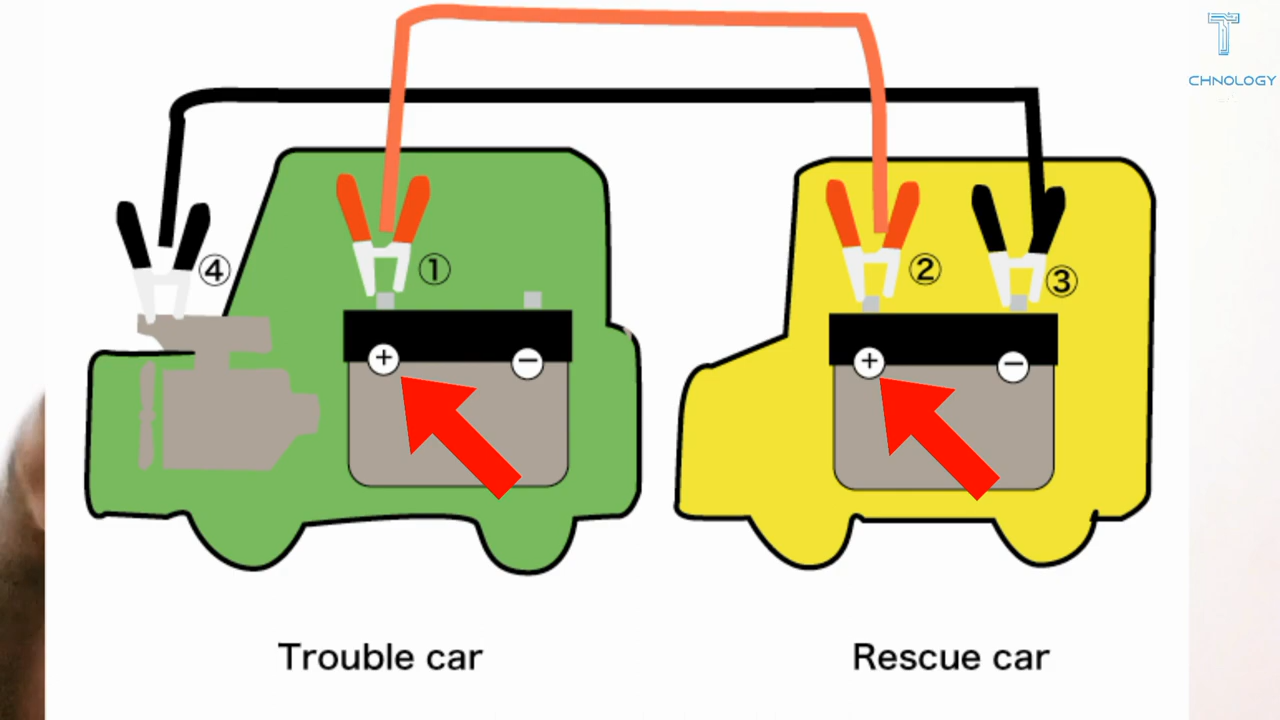 T
CHNOLOGY
④
①
②
③
+
−
+
−
Trouble car
Rescue car